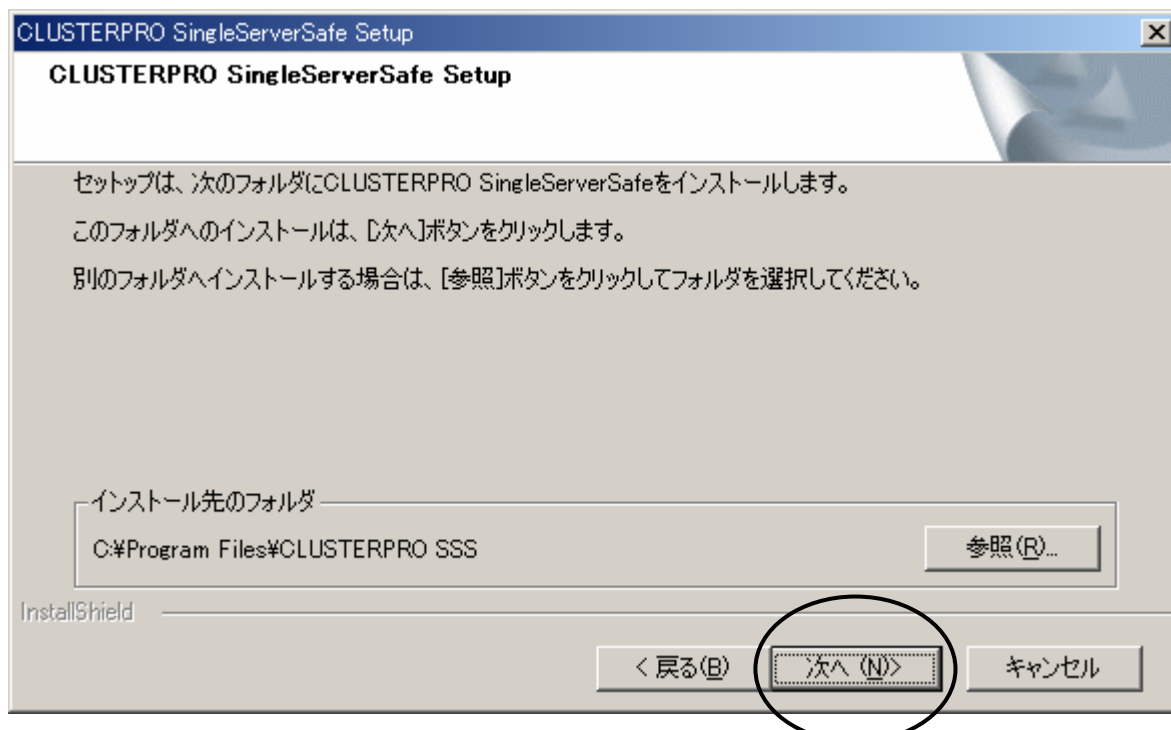 CLUSTERPRO SingleServerSafe Setup
CLUSTERPRO SingleServerSafe Setup
セットップは、次のフォルダにCLUSTERPRO SingleServerSafeをインストールします。
このフォルダへのインストールは、[次へ]ボタンをクリックします。
別のフォルダへインストールする場合は、[参照]ボタンをクリックしてフォルダを選択してください。
インストール先のフォルダ
C:¥Program Files¥CLUSTERPRO SSS
参照(R)...
InstallShield
< 戻る(B)
次へ (N)>
キャンセル